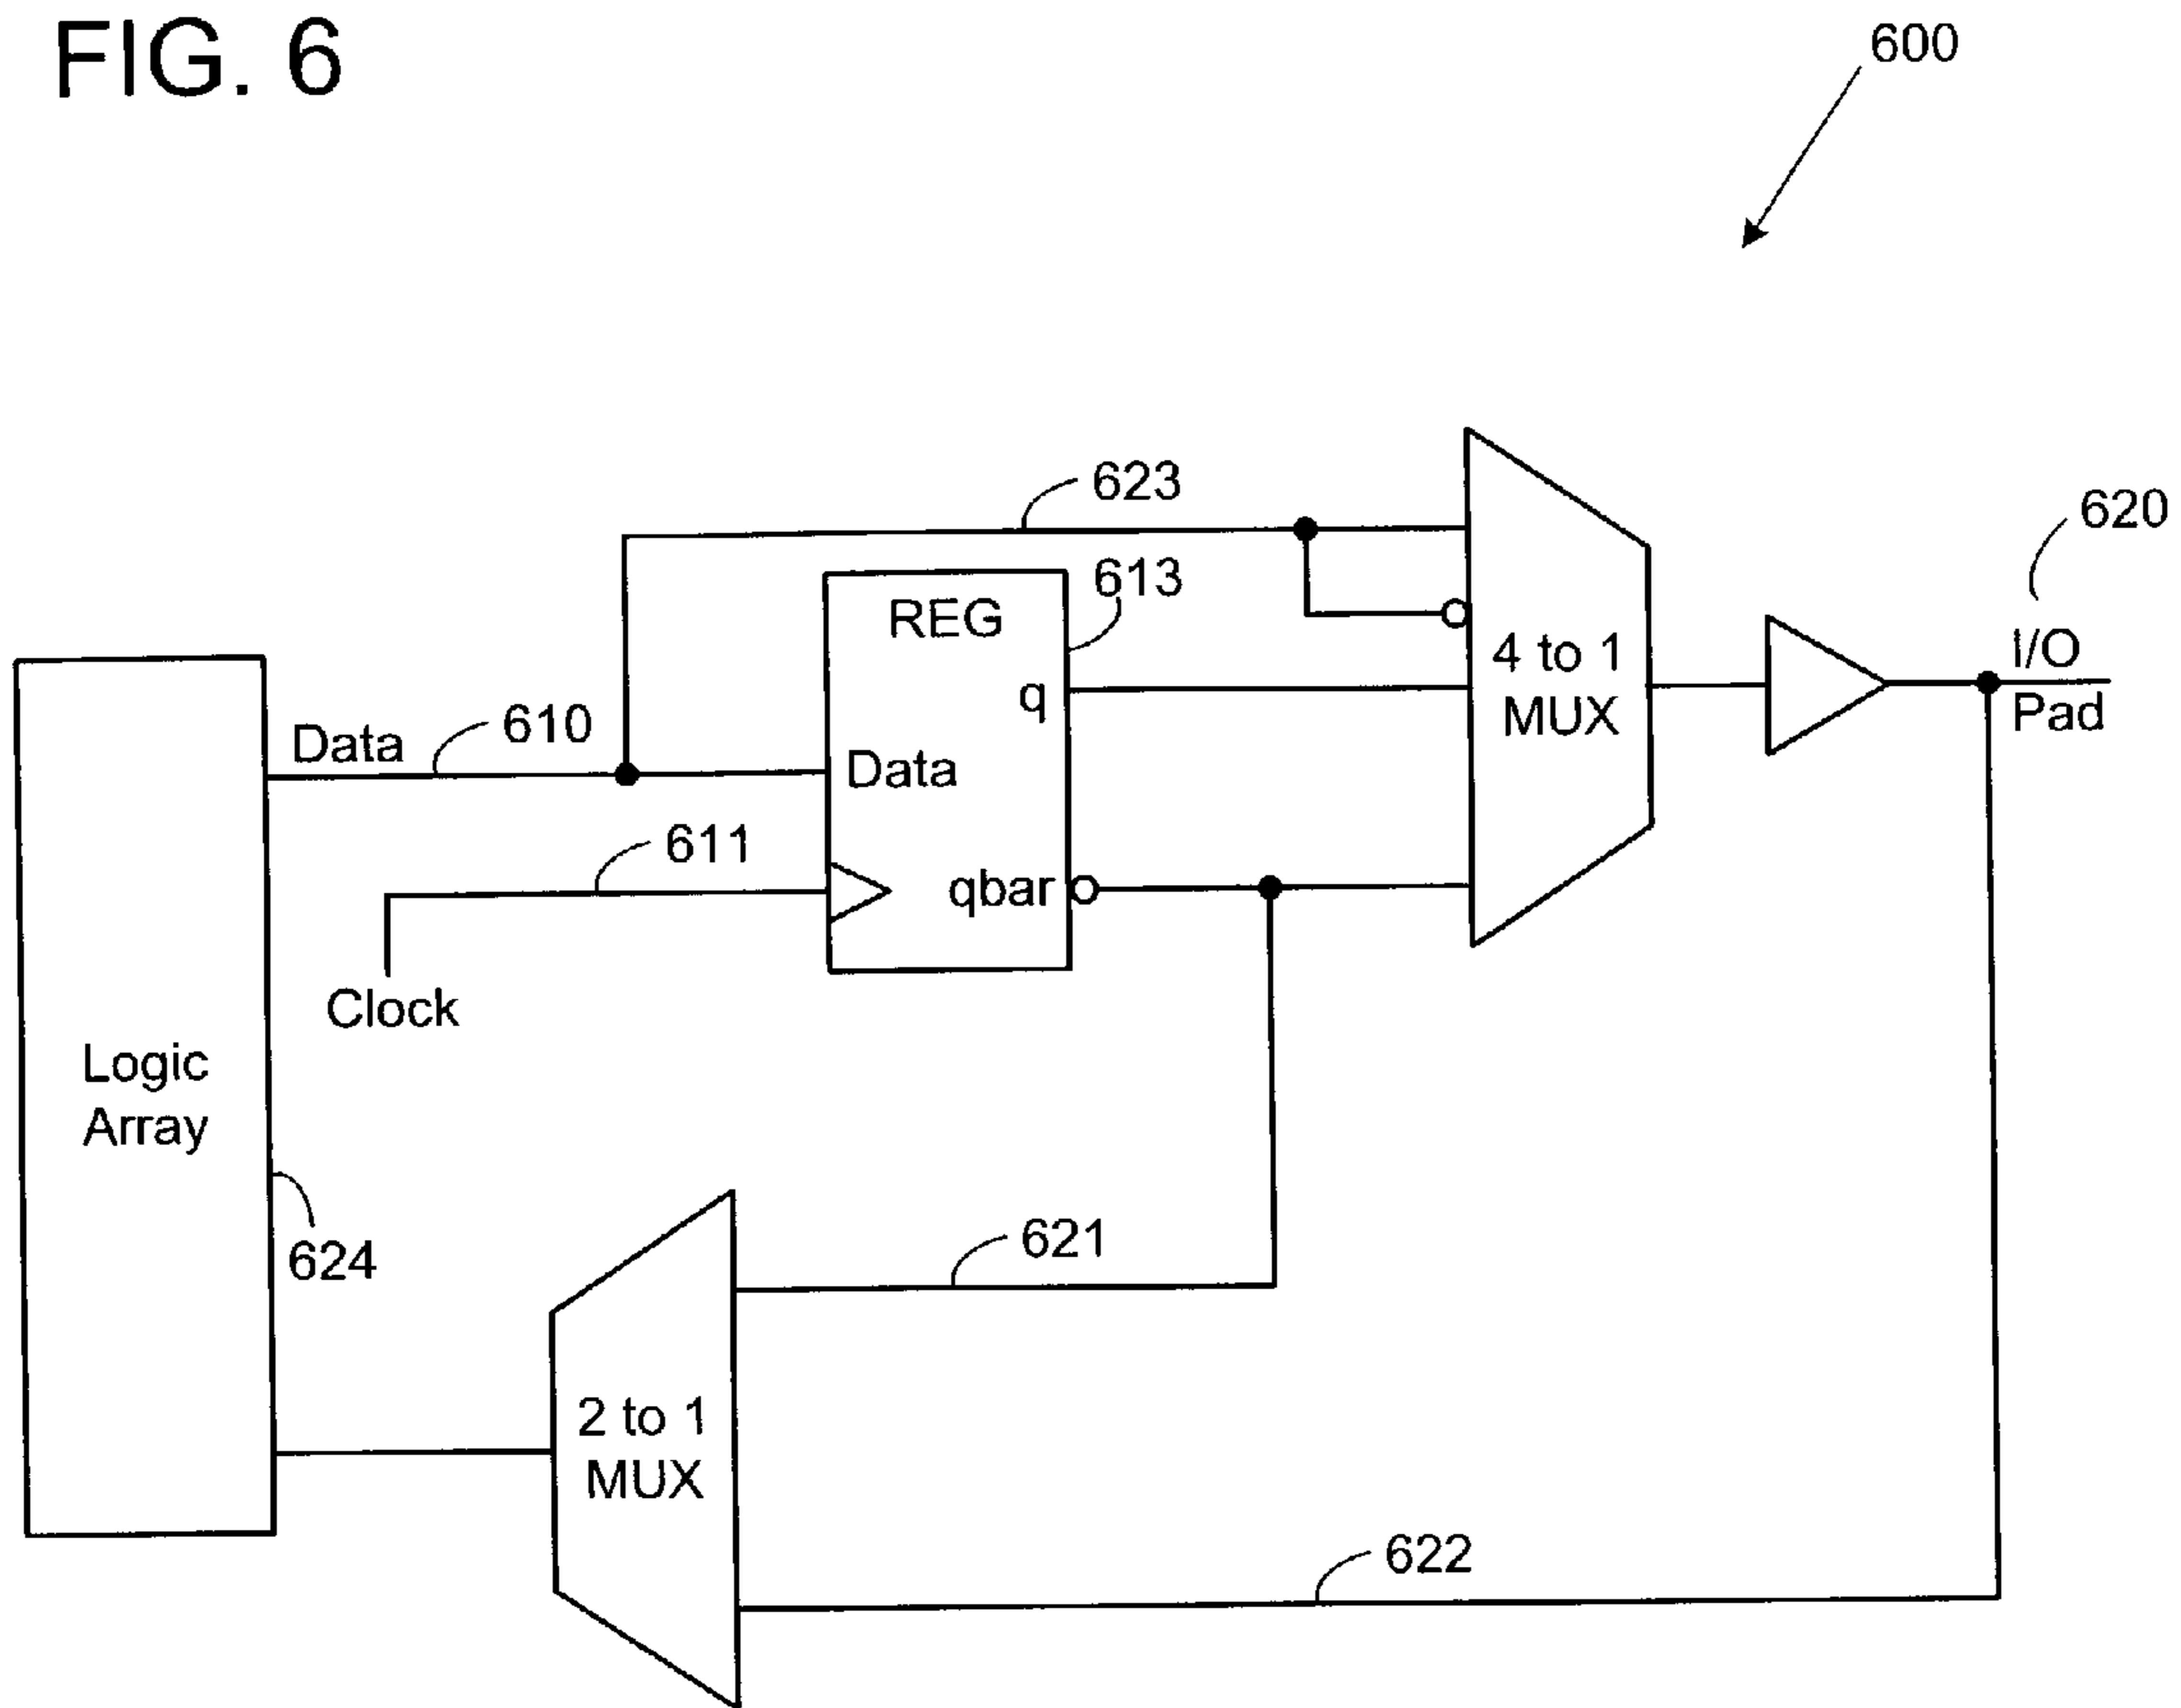 FIG. 6
600
623
620
613
REG
I/O
Pad
4 to 1
MUX
q
610
Data
Data
611
qbar
Clock
Logic
Array
621
624
2 to 1
MUX
622